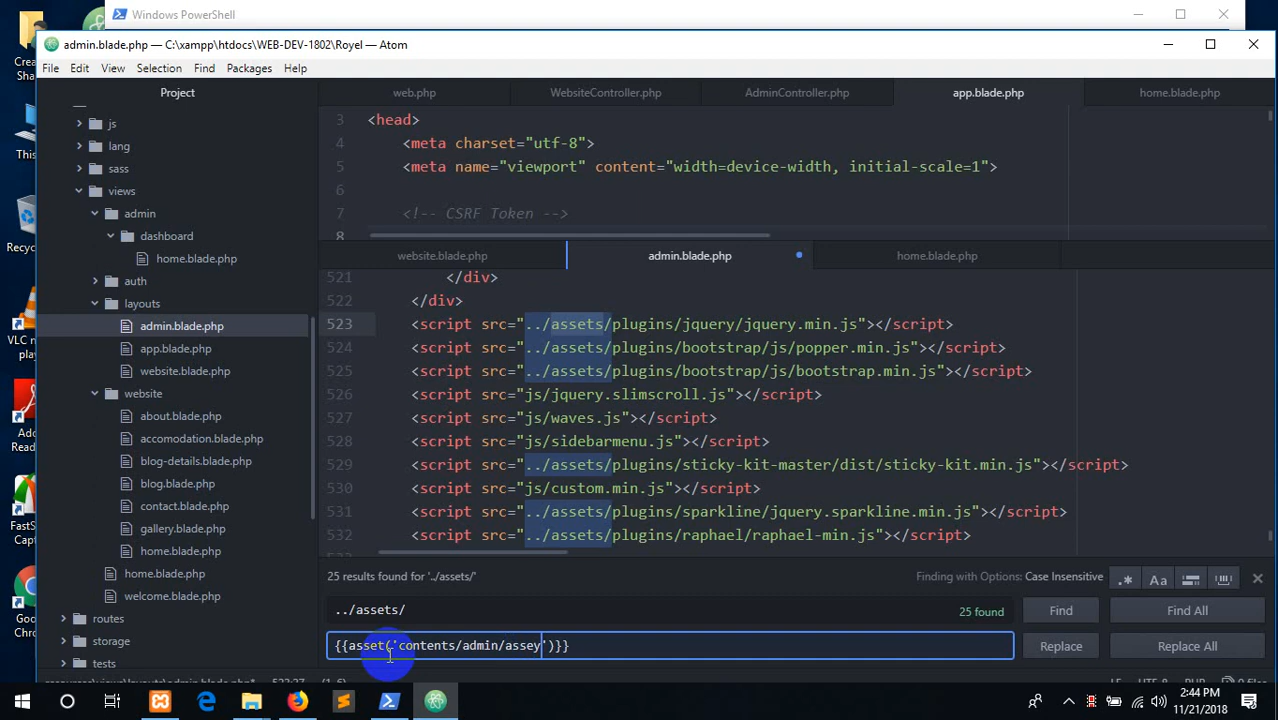 Windows PowerShell
admin.blade.php — C:\xampp\htdocs\WEB-DEV-1802\Royel — Atom
File Edit View Selection Find Packages Help
Project
web.php WebsiteController.php AdminController.php app.blade.php home.blade.php
js
lang
sass
views
admin
dashboard
home.blade.php
auth
layouts
admin.blade.php
app.blade.php
website.blade.php
website
about.blade.php
accomodation.blade.php
blog-details.blade.php
blog.blade.php
contact.blade.php
gallery.blade.php
home.blade.php
home.blade.php
welcome.blade.php
routes
storage
tests
3 <head>
4 <meta charset="utf-8">
5 <meta name="viewport" content="width=device-width, initial-scale=1">
6
7 <!-- CSRF Token -->
8
website.blade.php admin.blade.php home.blade.php
521 </div>
522 </div>
523 <script src="../assets/plugins/jquery/jquery.min.js"></script>
524 <script src="../assets/plugins/bootstrap/js/popper.min.js"></script>
525 <script src="../assets/plugins/bootstrap/js/bootstrap.min.js"></script>
526 <script src="js/jquery.slimscroll.js"></script>
527 <script src="js/waves.js"></script>
528 <script src="js/sidebarmenu.js"></script>
529 <script src="../assets/plugins/sticky-kit-master/dist/sticky-kit.min.js"></script>
530 <script src="js/custom.min.js"></script>
531 <script src="../assets/plugins/sparkline/jquery.sparkline.min.js"></script>
532 <script src="../assets/plugins/raphael/raphael-min.js"></script>
25 results found for '../assets/'
Finding with Options: Case Insensitive
.* Aa
../assets/ 25 found Find Find All
{{asset('contents/admin/assey')}} Replace Replace All
2:44 PM
11/21/2018